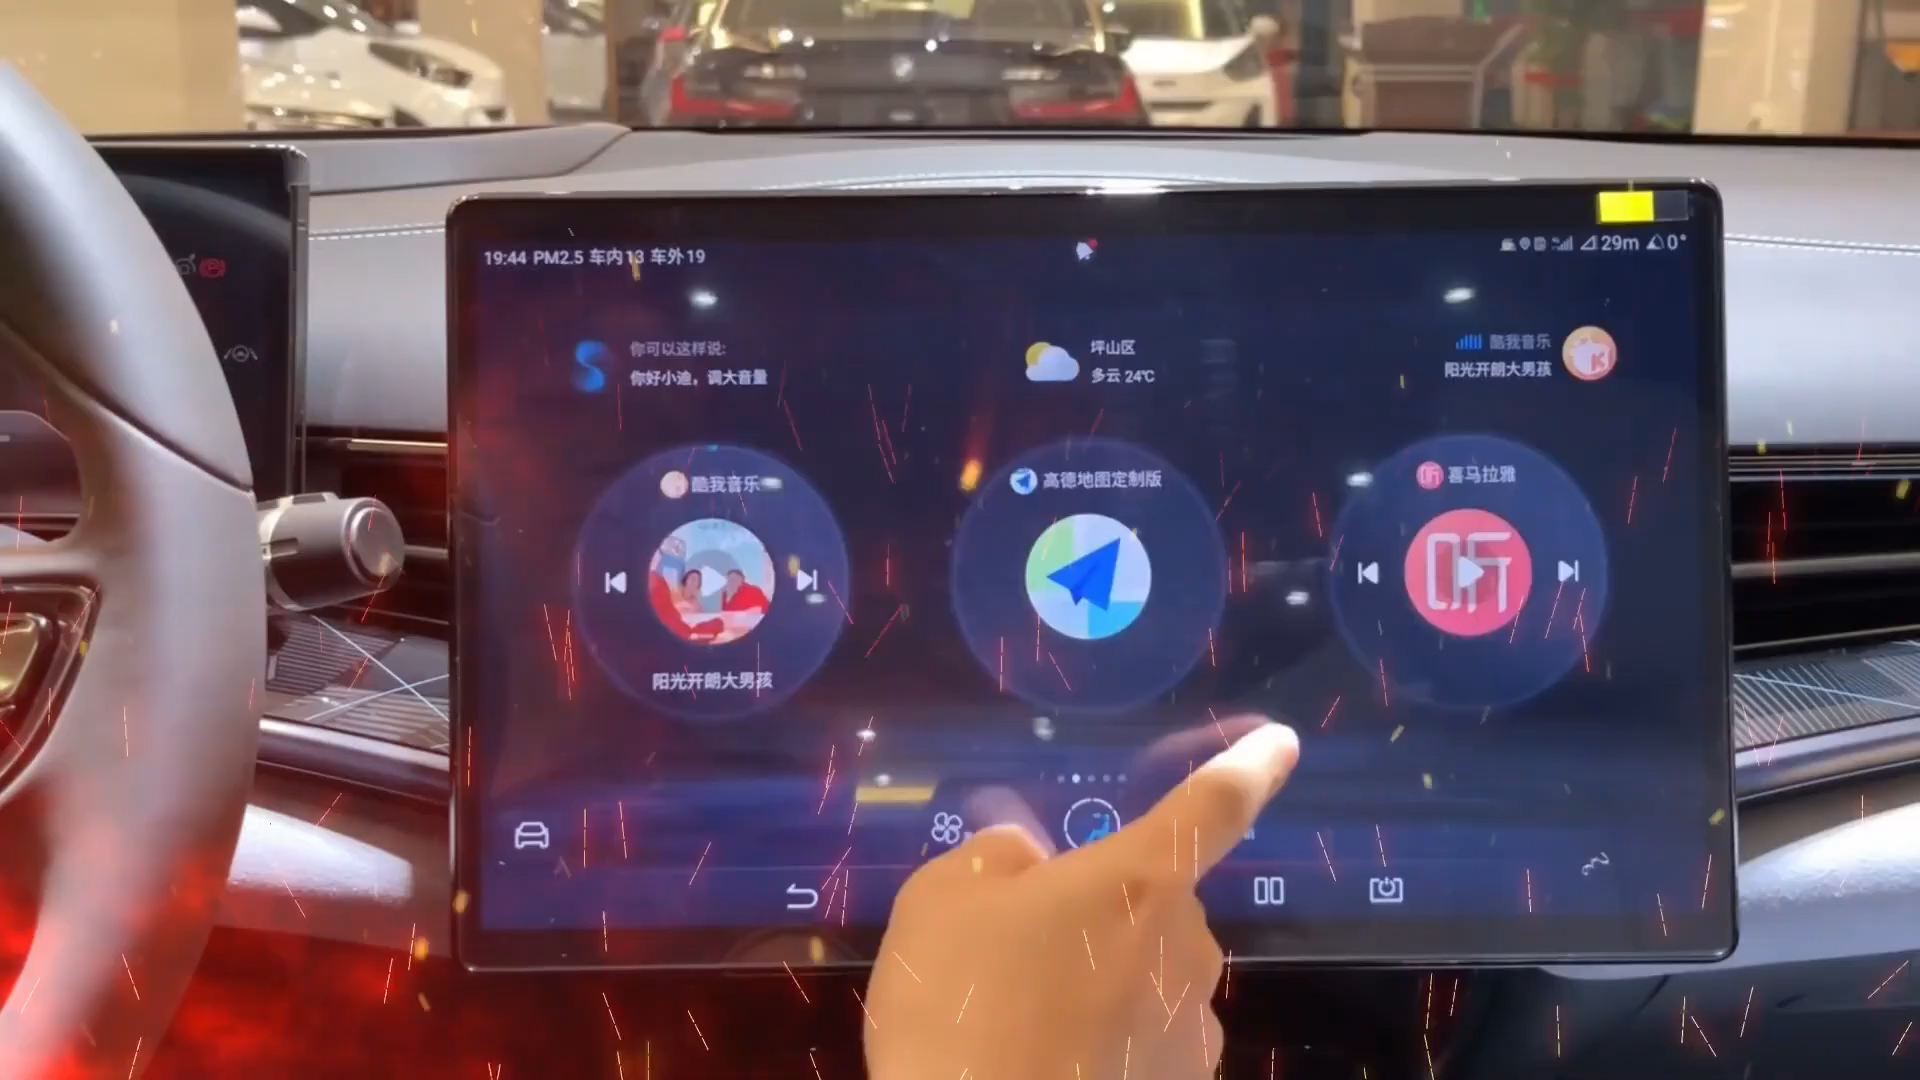 19:44 PM2.5 车内13 车外19
29m 0°
你可以这样说:
你好小迪，调大音量
坪山区
多云 24℃
酷我音乐
阳光开朗大男孩
酷我音乐
阳光开朗大男孩
高德地图定制版
喜马拉雅
听